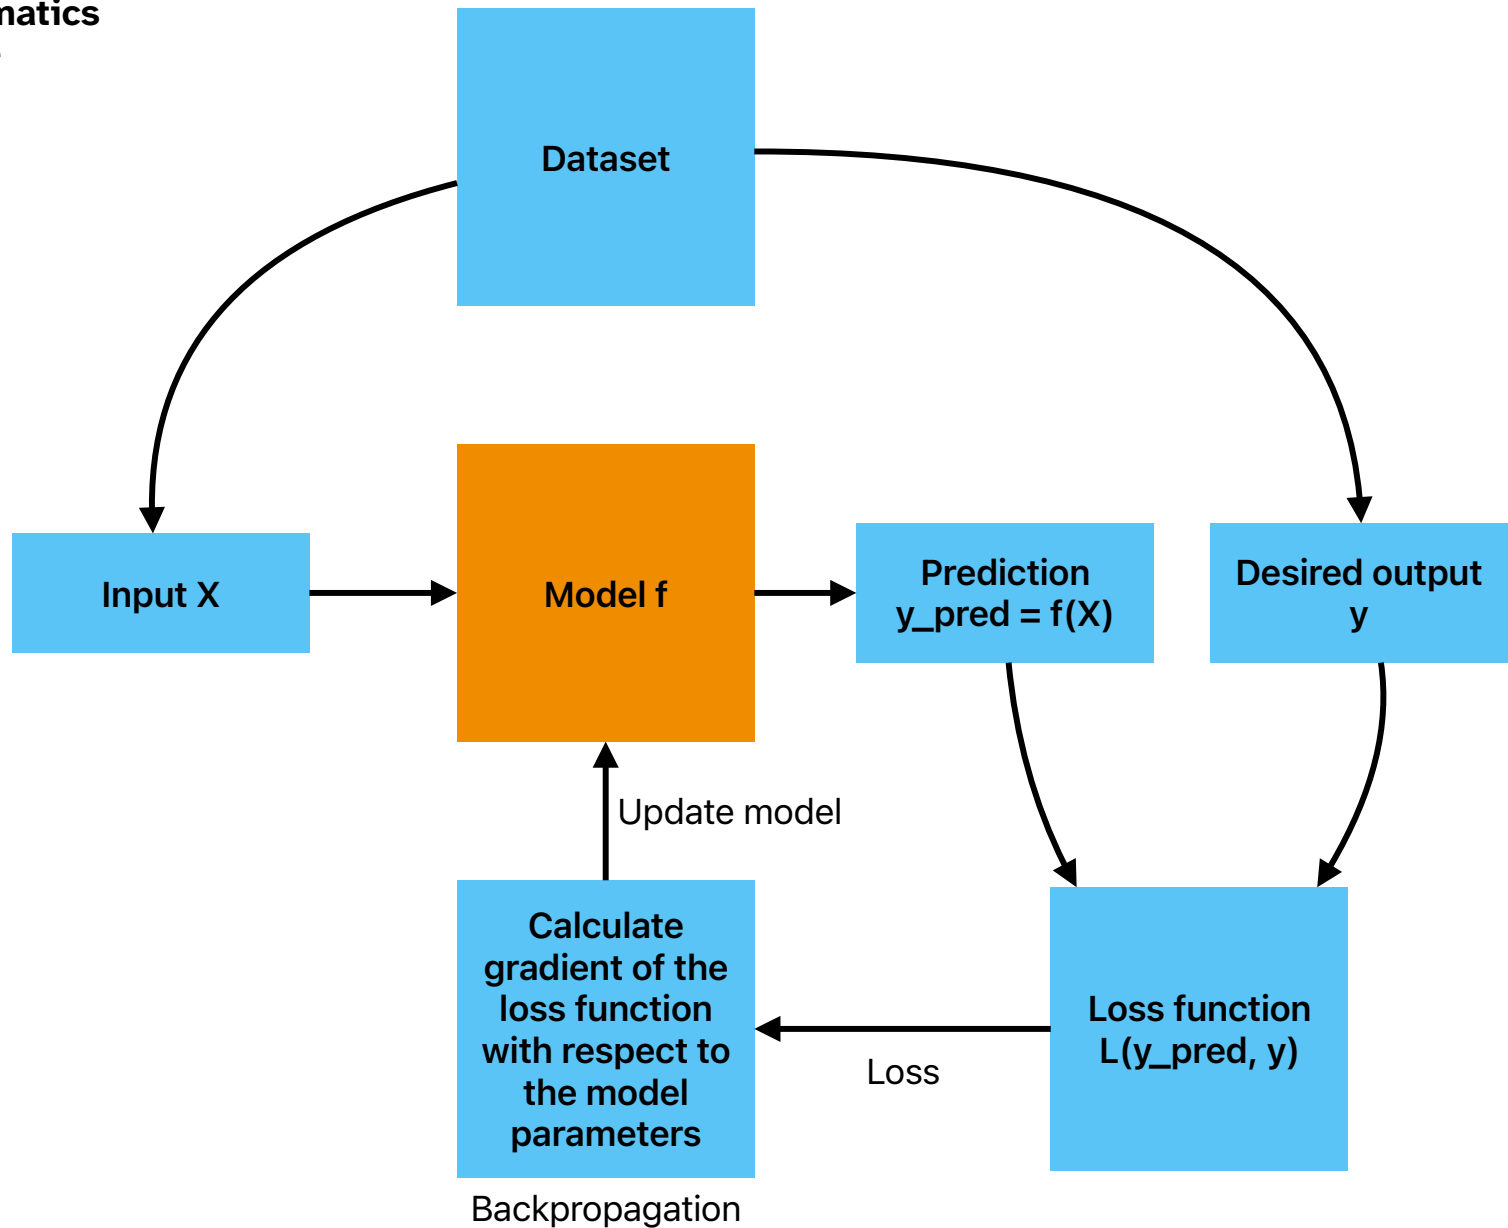 Dataset
Input X
Model f
Prediction
y_pred = f(X)
Desired output
y
Update model
Calculate
gradient of the
loss function
with respect to
the model
parameters
Loss function
L(y_pred, y)
Loss
Backpropagation